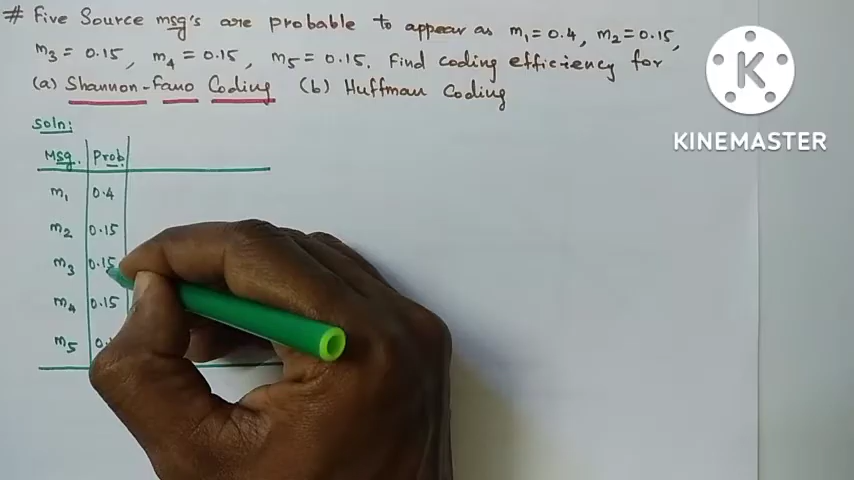 # Five Source msg's are probable to appear as m₁ = 0.4, m₂ = 0.15,
m₃ = 0.15, m₄ = 0.15, m₅ = 0.15. Find coding efficiency for
(a) Shannon-Fano Coding (b) Huffman Coding
K
KINEMASTER
Soln:
Msg. Prob
m₁ 0.4
m₂ 0.15
m₃ 0.15
m₄ 0.15
m₅